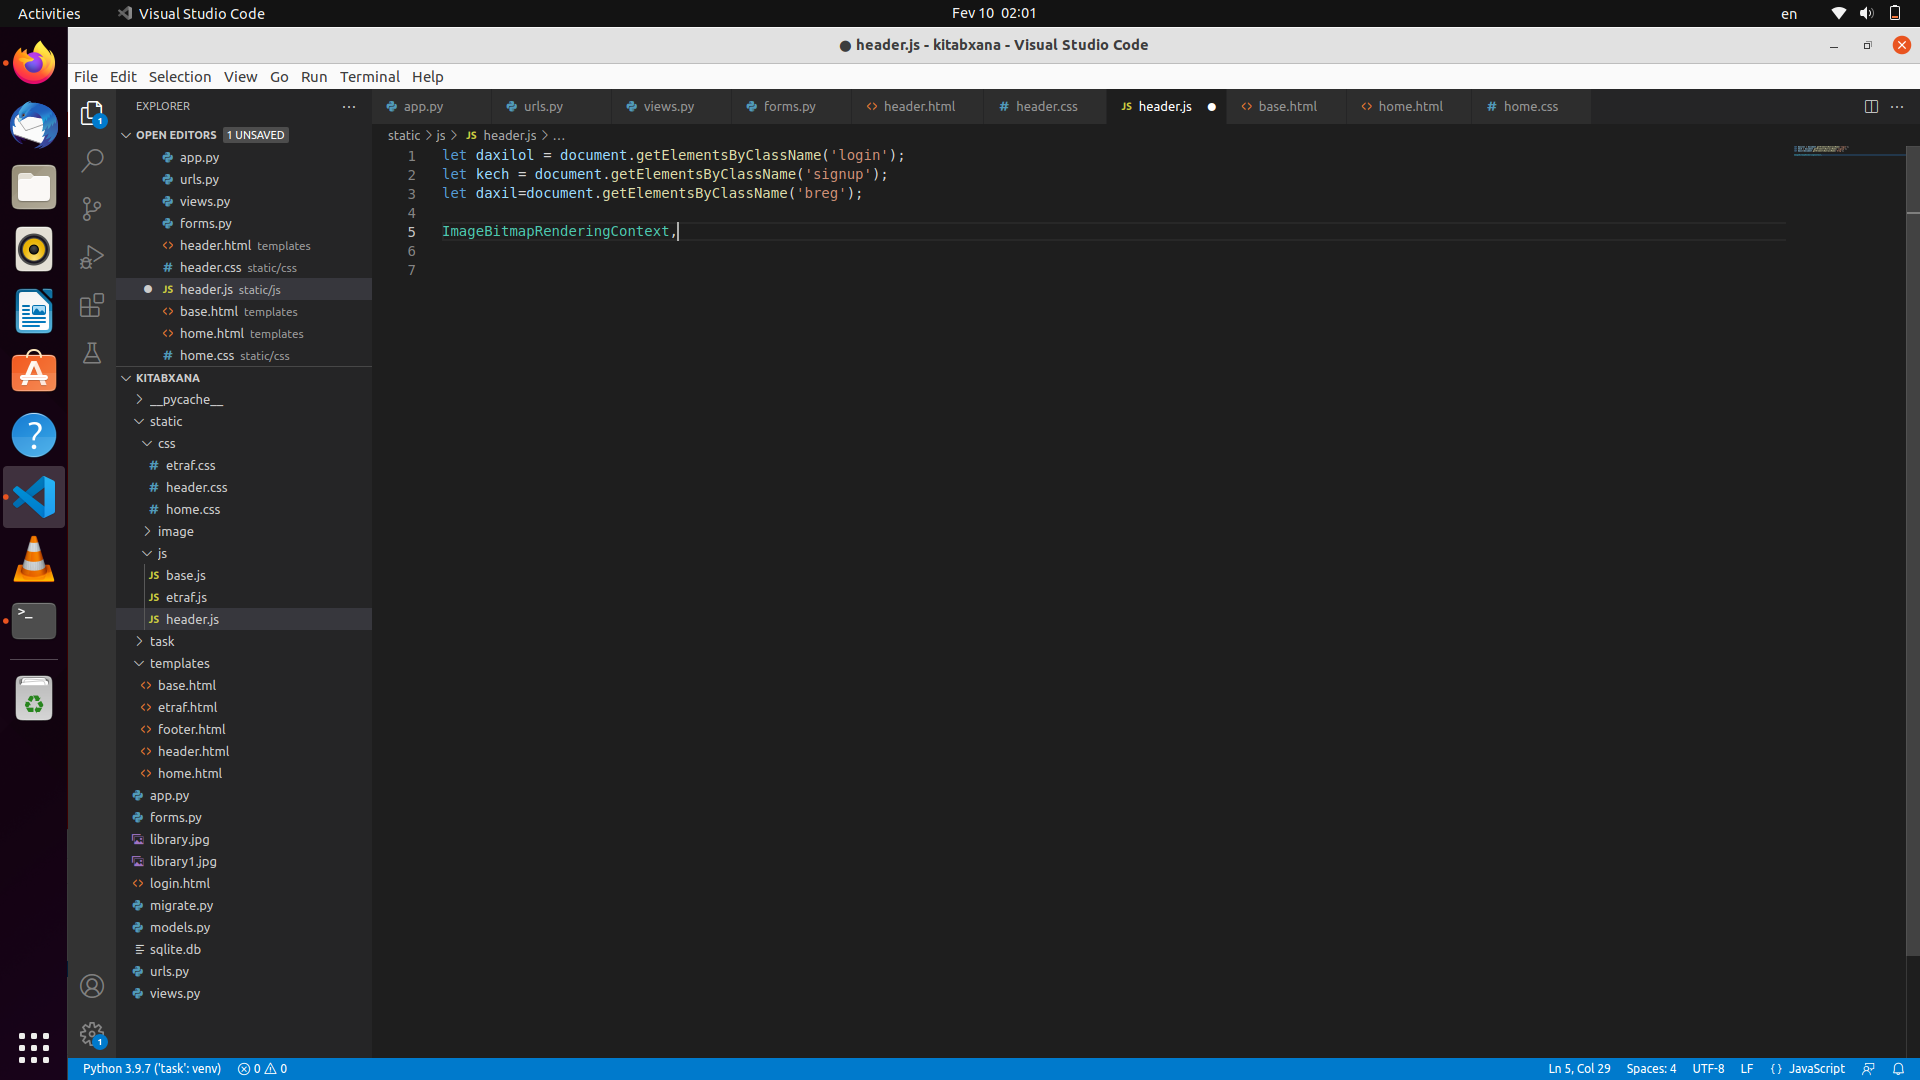 Activities
Visual Studio Code
Fev 10 02:01
en
● header.js - kitabxana - Visual Studio Code
File Edit Selection View Go Run Terminal Help
EXPLORER
OPEN EDITORS 1 UNSAVED
app.py
urls.py
views.py
forms.py
header.html templates
header.css static/css
JS header.js static/js
base.html templates
home.html templates
home.css static/css
KITABXANA
__pycache__
static
css
etraf.css
header.css
home.css
image
js
JS base.js
JS etraf.js
JS header.js
task
templates
base.html
etraf.html
footer.html
header.html
home.html
app.py
forms.py
library.jpg
library1.jpg
login.html
migrate.py
models.py
sqlite.db
urls.py
views.py
app.py urls.py views.py forms.py header.html header.css JS header.js base.html home.html home.css
static > js > JS header.js > ...
1 let daxilol = document.getElementsByClassName('login');
2 let kech = document.getElementsByClassName('signup');
3 let daxil=document.getElementsByClassName('breg');
4
5 ImageBitmapRenderingContext,
6
7
Python 3.9.7 ('task': venv) 0 0
Ln 5, Col 29 Spaces: 4 UTF-8 LF {} JavaScript